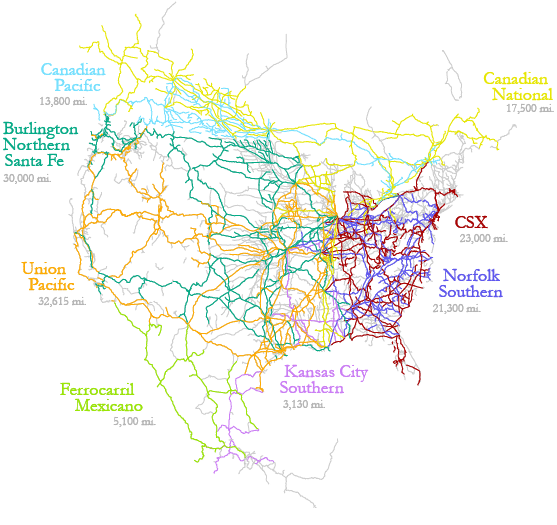 Canadian
Pacific
13,800 mi.
Canadian
National
17,500 mi.
Burlington
Northern
Santa Fe
30,000 mi.
CSX
23,000 mi.
Union
Pacific
32,615 mi.
Norfolk
Southern
21,300 mi.
Kansas City
Southern
3,130 mi.
Ferrocarril
Mexicano
5,100 mi.